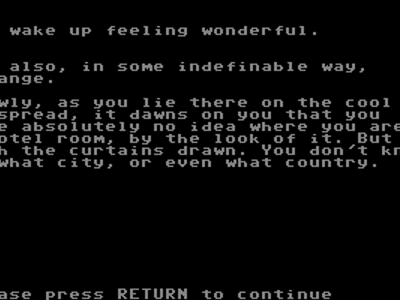 wake up feeling wonderful.
also, in some indefinable way,
ange.
wly, as you lie there on the cool
spread, it dawns on you that you
e absolutely no idea where you are
otel room, by the look of it. But
h the curtains drawn. You don't kn
what city, or even what country.
ase press RETURN to continue